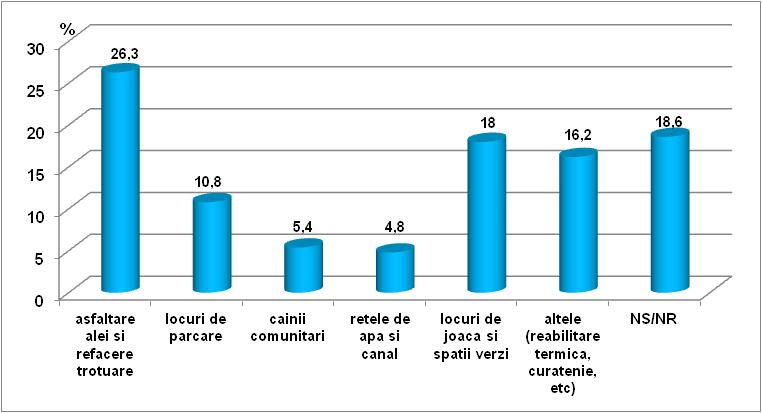 %
30
25
20
15
10
5
0
26,3
10,8
5,4
4,8
18
16,2
18,6
asfaltare
alei si
refacere
trotuare
locuri de
parcare
cainii
comunitari
retele de
apa si
canal
locuri de
joaca si
spatii verzi
altele
(reabilitare
termica,
curatenie,
etc)
NS/NR